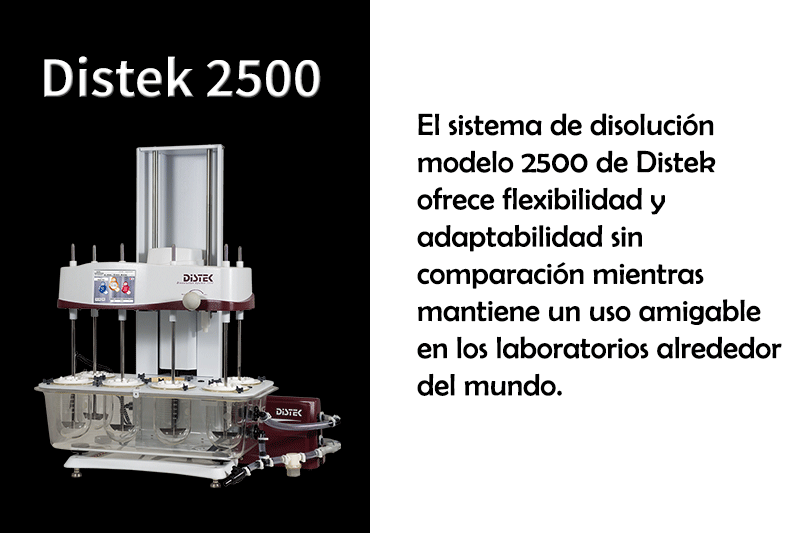 Distek 2500
El sistema de disolución
modelo 2500 de Distek
ofrece flexibilidad y
adaptabilidad sin
comparación mientras
mantiene un uso amigable
en los laboratorios alrededor
del mundo.
DISTEK
DISTEK